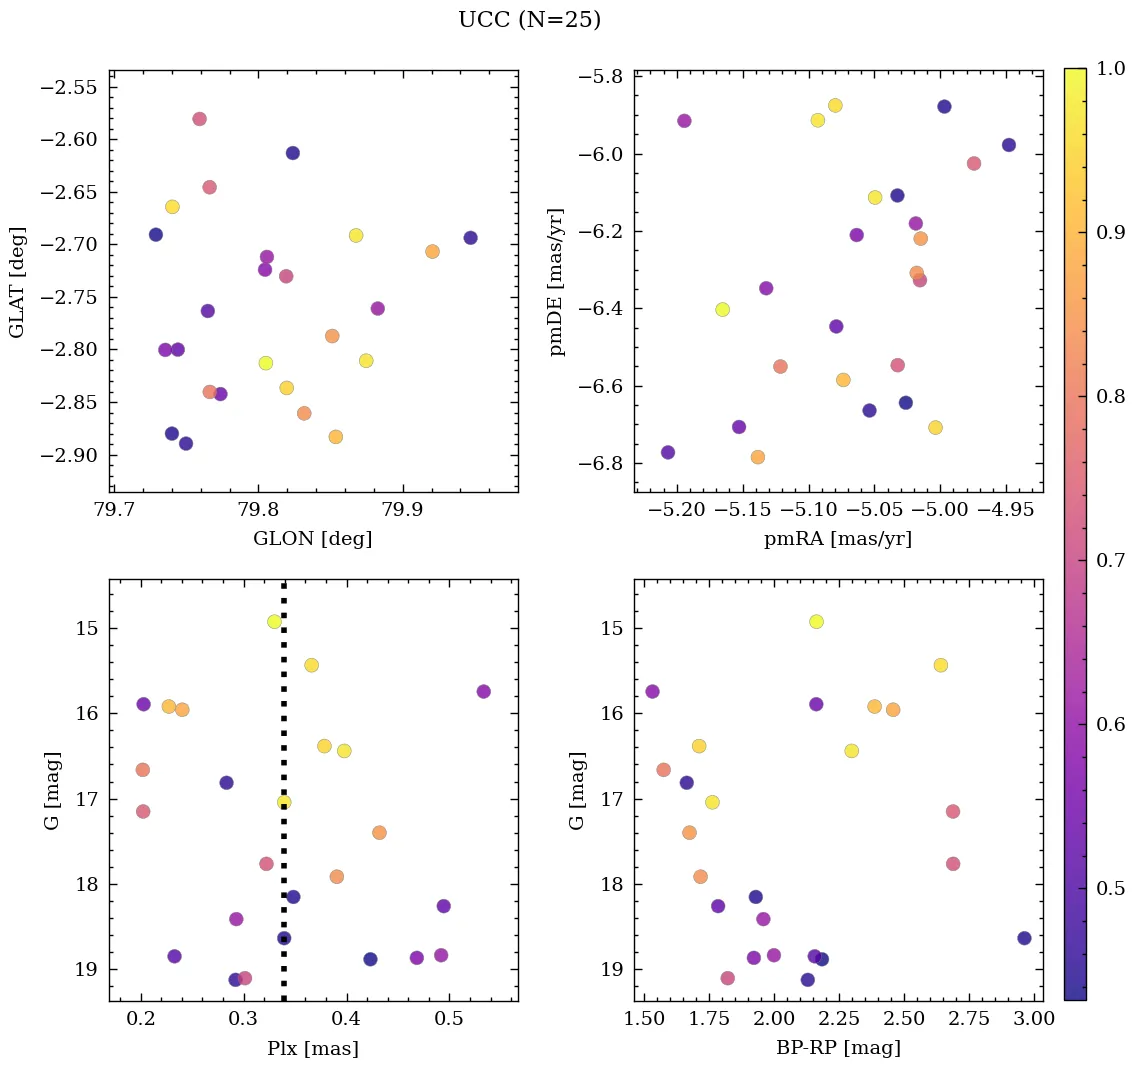 UCC (N=25)
−2.55
−2.60
−2.65
−2.70
−2.75
−2.80
−2.85
−2.90
GLAT [deg]
79.7 79.8 79.9
GLON [deg]
−5.8
−6.0
−6.2
−6.4
−6.6
−6.8
pmDE [mas/yr]
−5.20 −5.15 −5.10 −5.05 −5.00 −4.95
pmRA [mas/yr]
15
16
17
18
19
G [mag]
0.2 0.3 0.4 0.5
Plx [mas]
15
16
17
18
19
G [mag]
1.50 1.75 2.00 2.25 2.50 2.75 3.00
BP-RP [mag]
1.0
0.9
0.8
0.7
0.6
0.5